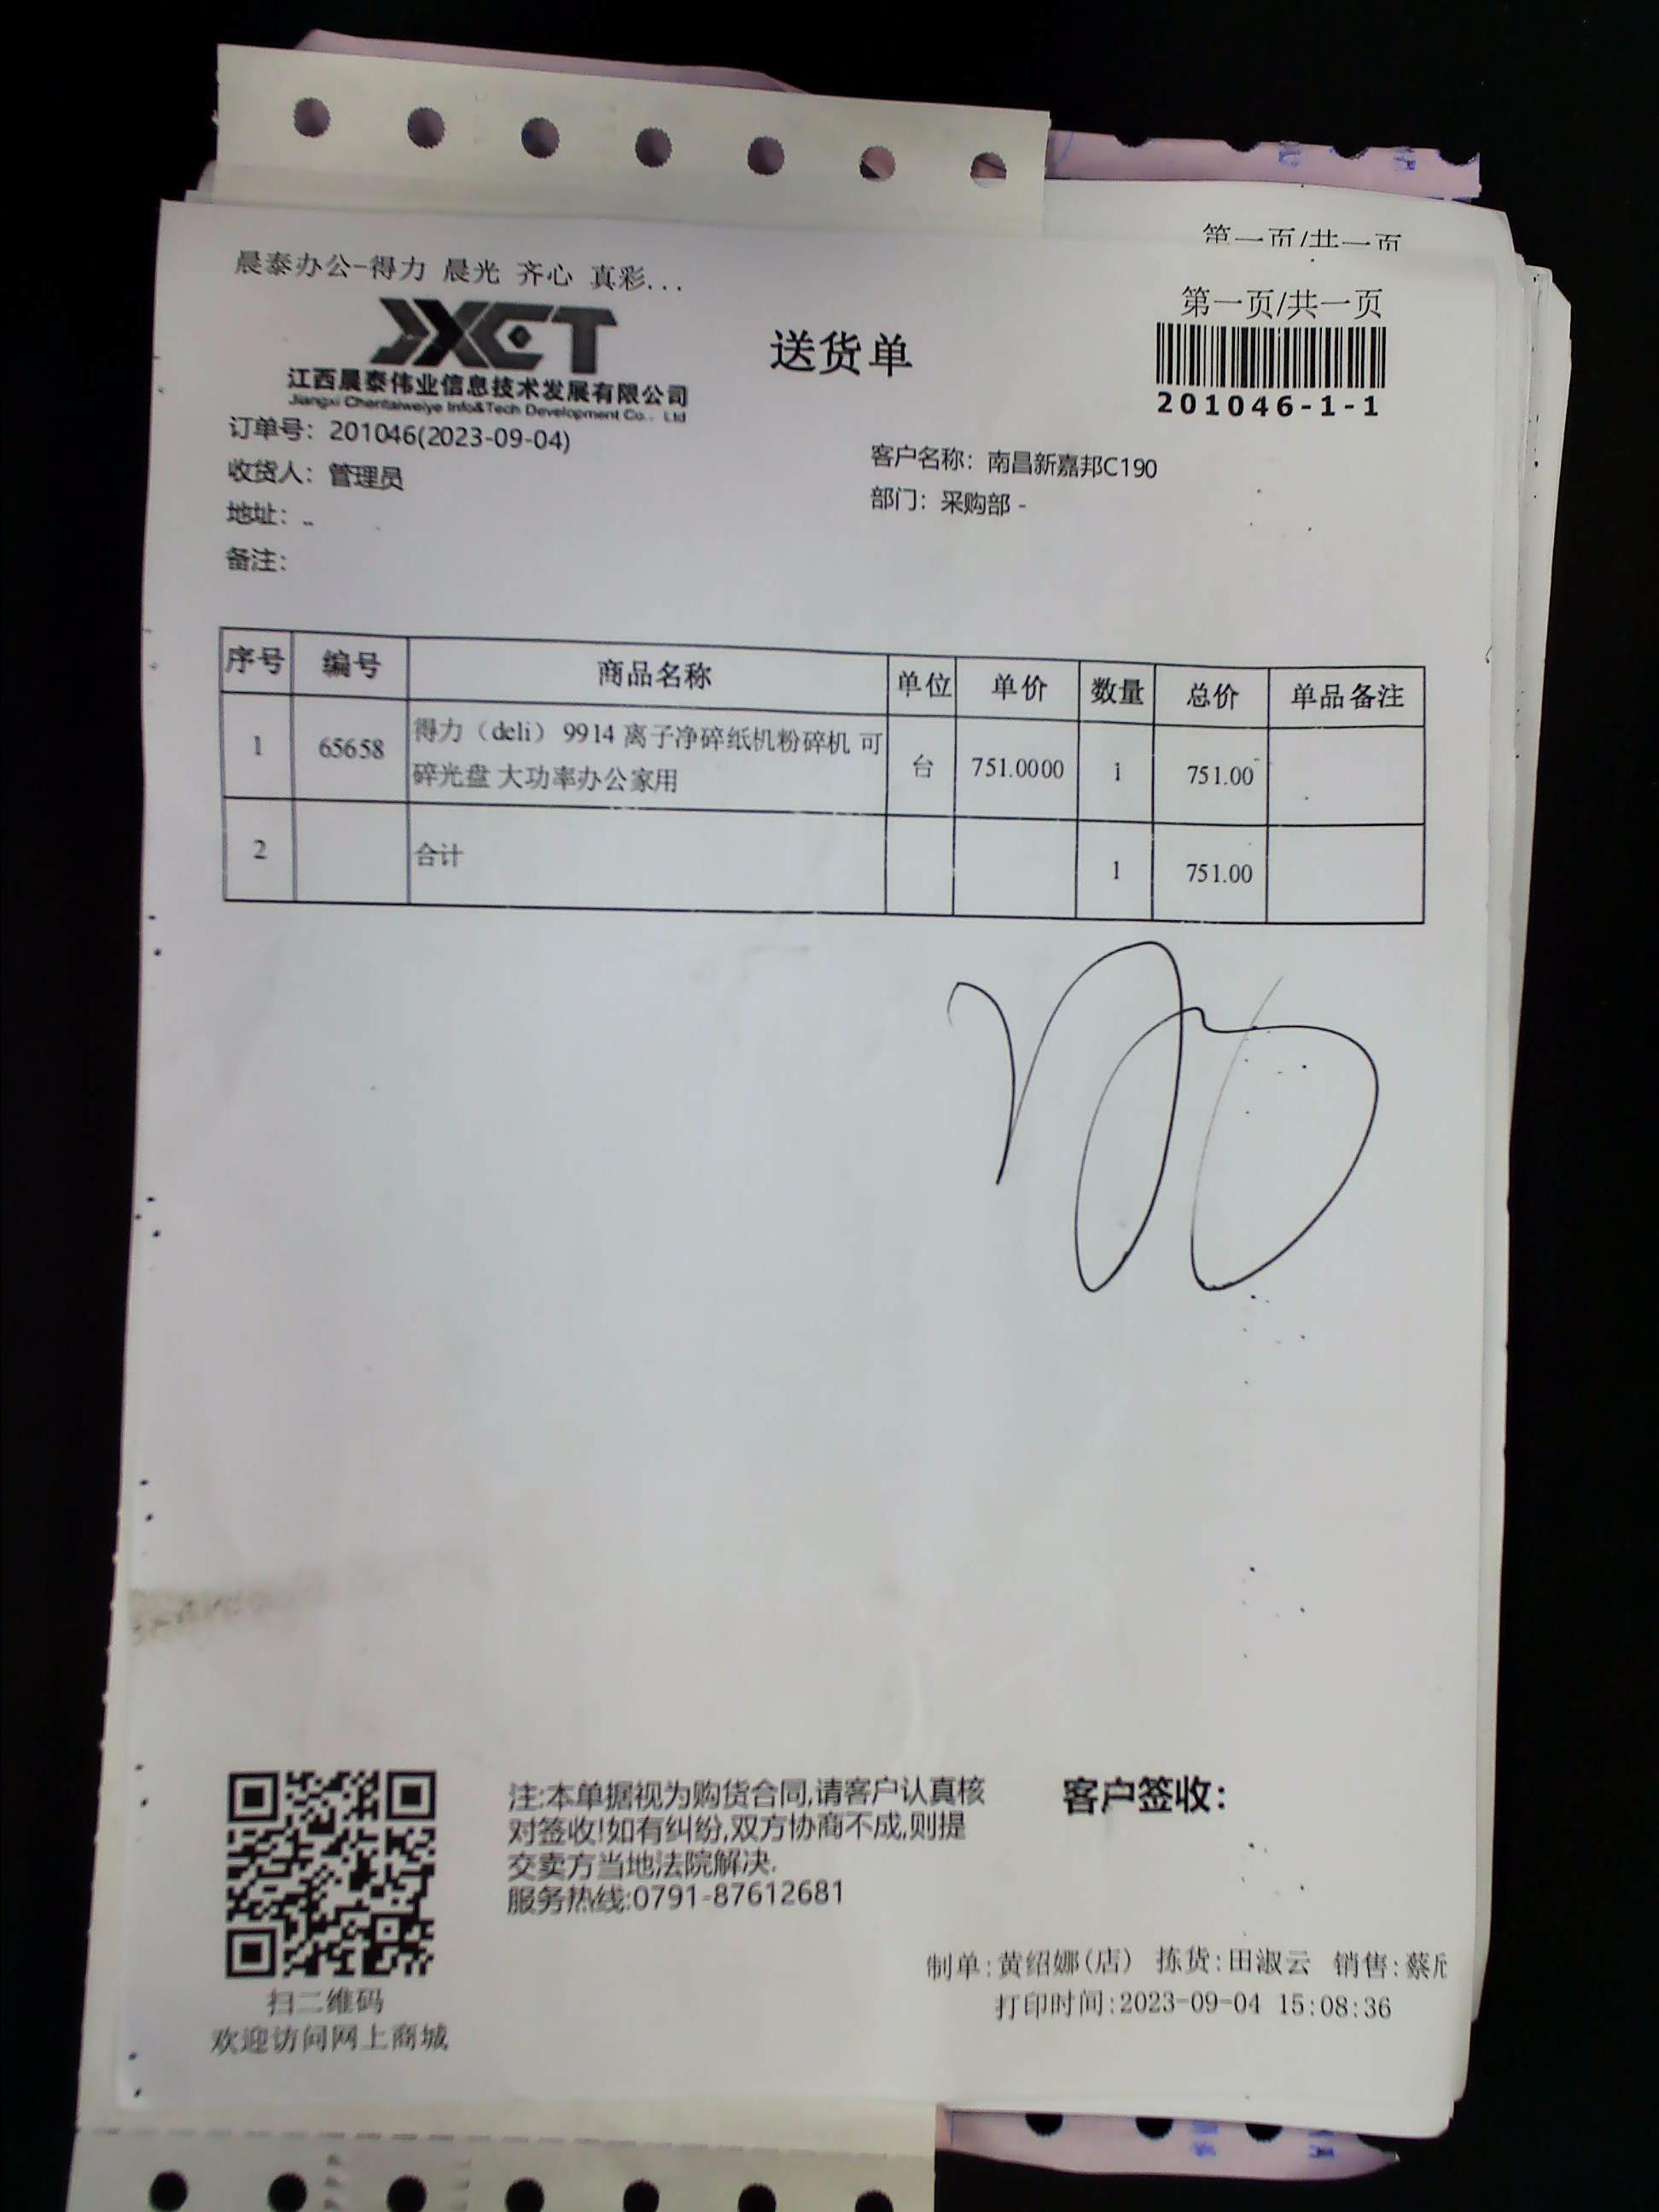 第一页/共一页
晨泰办公-得力 晨光 齐心 真彩...
第一页/共一页
JXCT
送货单
201046-1-1
江西晨泰伟业信息技术发展有限公司
Jiangxi Chentaiweiye Info&Tech Development Co., Ltd
订单号: 201046(2023-09-04)
客户名称: 南昌新嘉邦C190
收货人: 管理员
部门: 采购部 -
地址: ..
备注:
序号 编号 商品名称 单位 单价 数量 总价 单品备注
1 65658 得力（deli）9914 离子净碎纸机粉碎机 可 台 751.0000 1 751.00
碎光盘 大功率办公家用
2 合计 1 751.00
注:本单据视为购货合同,请客户认真核
对签收!如有纠纷,双方协商不成,则提
交卖方当地法院解决.
服务热线:0791-87612681
客户签收:
扫二维码
欢迎访问网上商城
制单:黄绍娜(店) 拣货:田淑云 销售:蔡
打印时间:2023-09-04 15:08:36